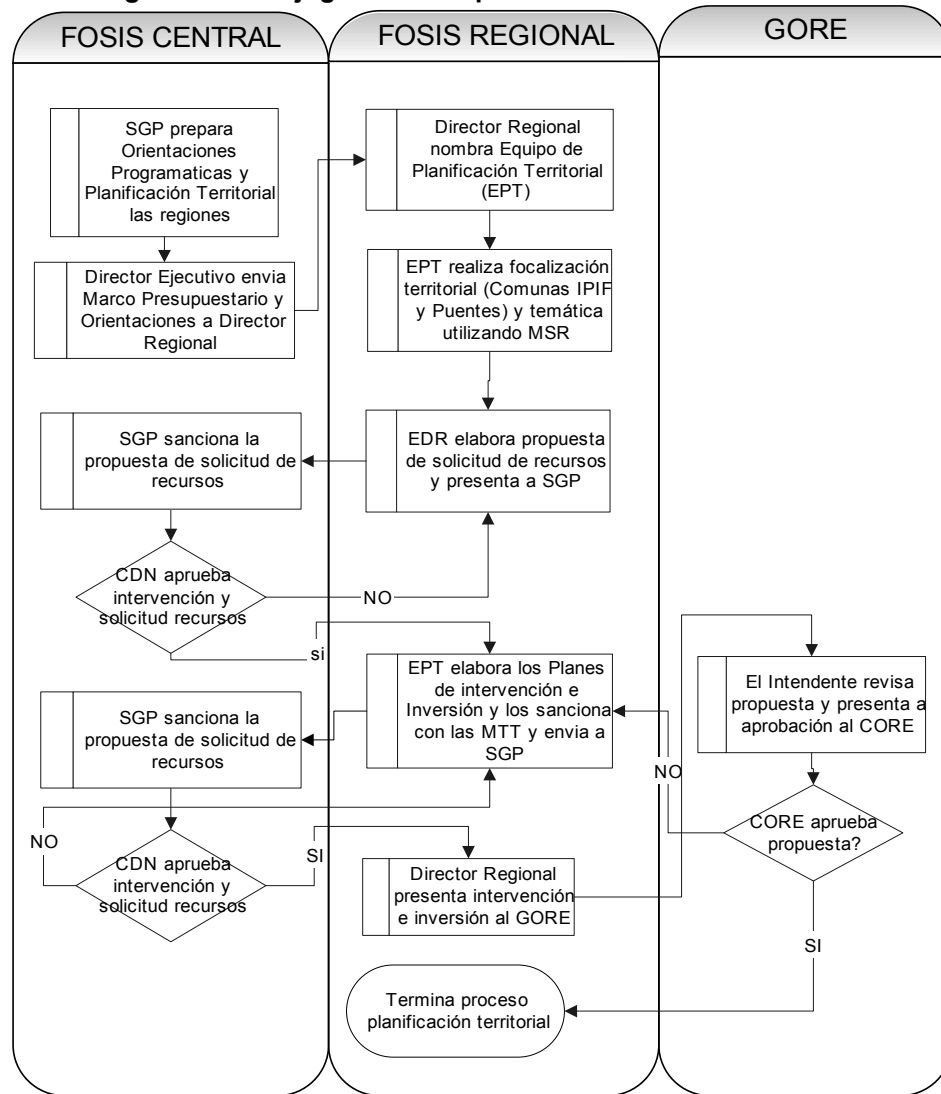 FOSIS CENTRAL
FOSIS REGIONAL
GORE
SGP prepara
Orientaciones
Programaticas y
Planificación Territorial
las regiones
Director Regional
nombra Equipo de
Planificación Territorial
(EPT)
Director Ejecutivo envia
Marco Presupuestario y
Orientaciones a Director
Regional
EPT realiza focalización
territorial (Comunas IPIF
y Puentes) y temática
utilizando MSR
SGP sanciona la
propuesta de solicitud de
recursos
EDR elabora propuesta
de solicitud de recursos
y presenta a SGP
CDN aprueba
intervención y
solicitud recursos
NO
si
EPT elabora los Planes
de intervención e
Inversión y los sanciona
con las MTT y envia a
SGP
El Intendente revisa
propuesta y presenta a
aprobación al CORE
SGP sanciona la
propuesta de solicitud de
recursos
NO
CORE aprueba
propuesta?
NO
SI
CDN aprueba
intervención y
solicitud recursos
Director Regional
presenta intervención
e inversión al GORE
SI
Termina proceso
planificación territorial